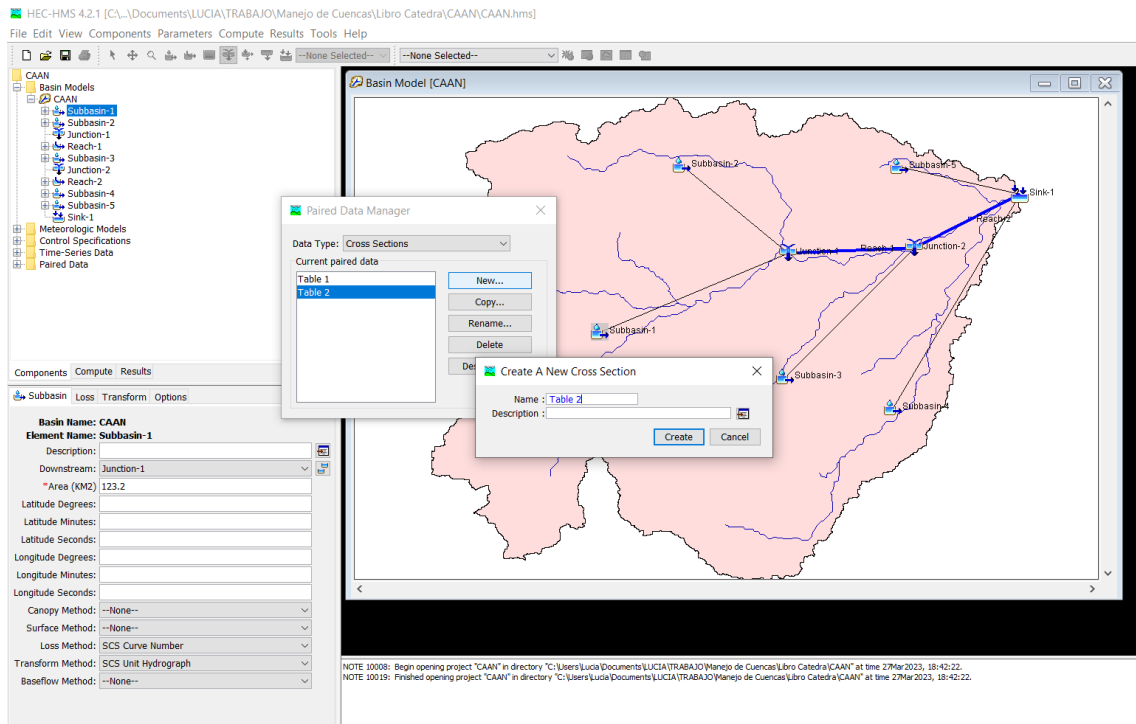 HEC-HMS 4.2.1 [C:\...\Documents\LUCIA\TRABAJO\Manejo de Cuencas\Libro Catedra\CAAN\CAAN.hms]
File Edit View Components Parameters Compute Results Tools Help
--None Selected--
--None Selected--
CAAN
Basin Models
CAAN
Subbasin-1
Subbasin-2
Junction-1
Reach-1
Subbasin-3
Junction-2
Reach-2
Subbasin-4
Subbasin-5
Sink-1
Meteorologic Models
Control Specifications
Time-Series Data
Paired Data
Components Compute Results
Subbasin Loss Transform Options
Basin Name: CAAN
Element Name: Subbasin-1
Description:
Downstream: Junction-1
*Area (KM2) 123.2
Latitude Degrees:
Latitude Minutes:
Latitude Seconds:
Longitude Degrees:
Longitude Minutes:
Longitude Seconds:
Canopy Method: --None--
Surface Method: --None--
Loss Method: SCS Curve Number
Transform Method: SCS Unit Hydrograph
Baseflow Method: --None--
Basin Model [CAAN]
Subbasin-2
Subbasin-5
Sink-1
Reach-2
Junction-1
Reach-1
Junction-2
Subbasin-1
Subbasin-3
Subbasin-4
Paired Data Manager
Data Type: Cross Sections
Current paired data
Table 1
Table 2
New...
Copy...
Rename...
Delete
Des
Create A New Cross Section
Name : Table 2
Description :
Create Cancel
NOTE 10008: Begin opening project "CAAN" in directory "C:\Users\Lucia\Documents\LUCIA\TRABAJO\Manejo de Cuencas\Libro Catedra\CAAN" at time 27Mar2023, 18:42:22.
NOTE 10019: Finished opening project "CAAN" in directory "C:\Users\Lucia\Documents\LUCIA\TRABAJO\Manejo de Cuencas\Libro Catedra\CAAN" at time 27Mar2023, 18:42:22.